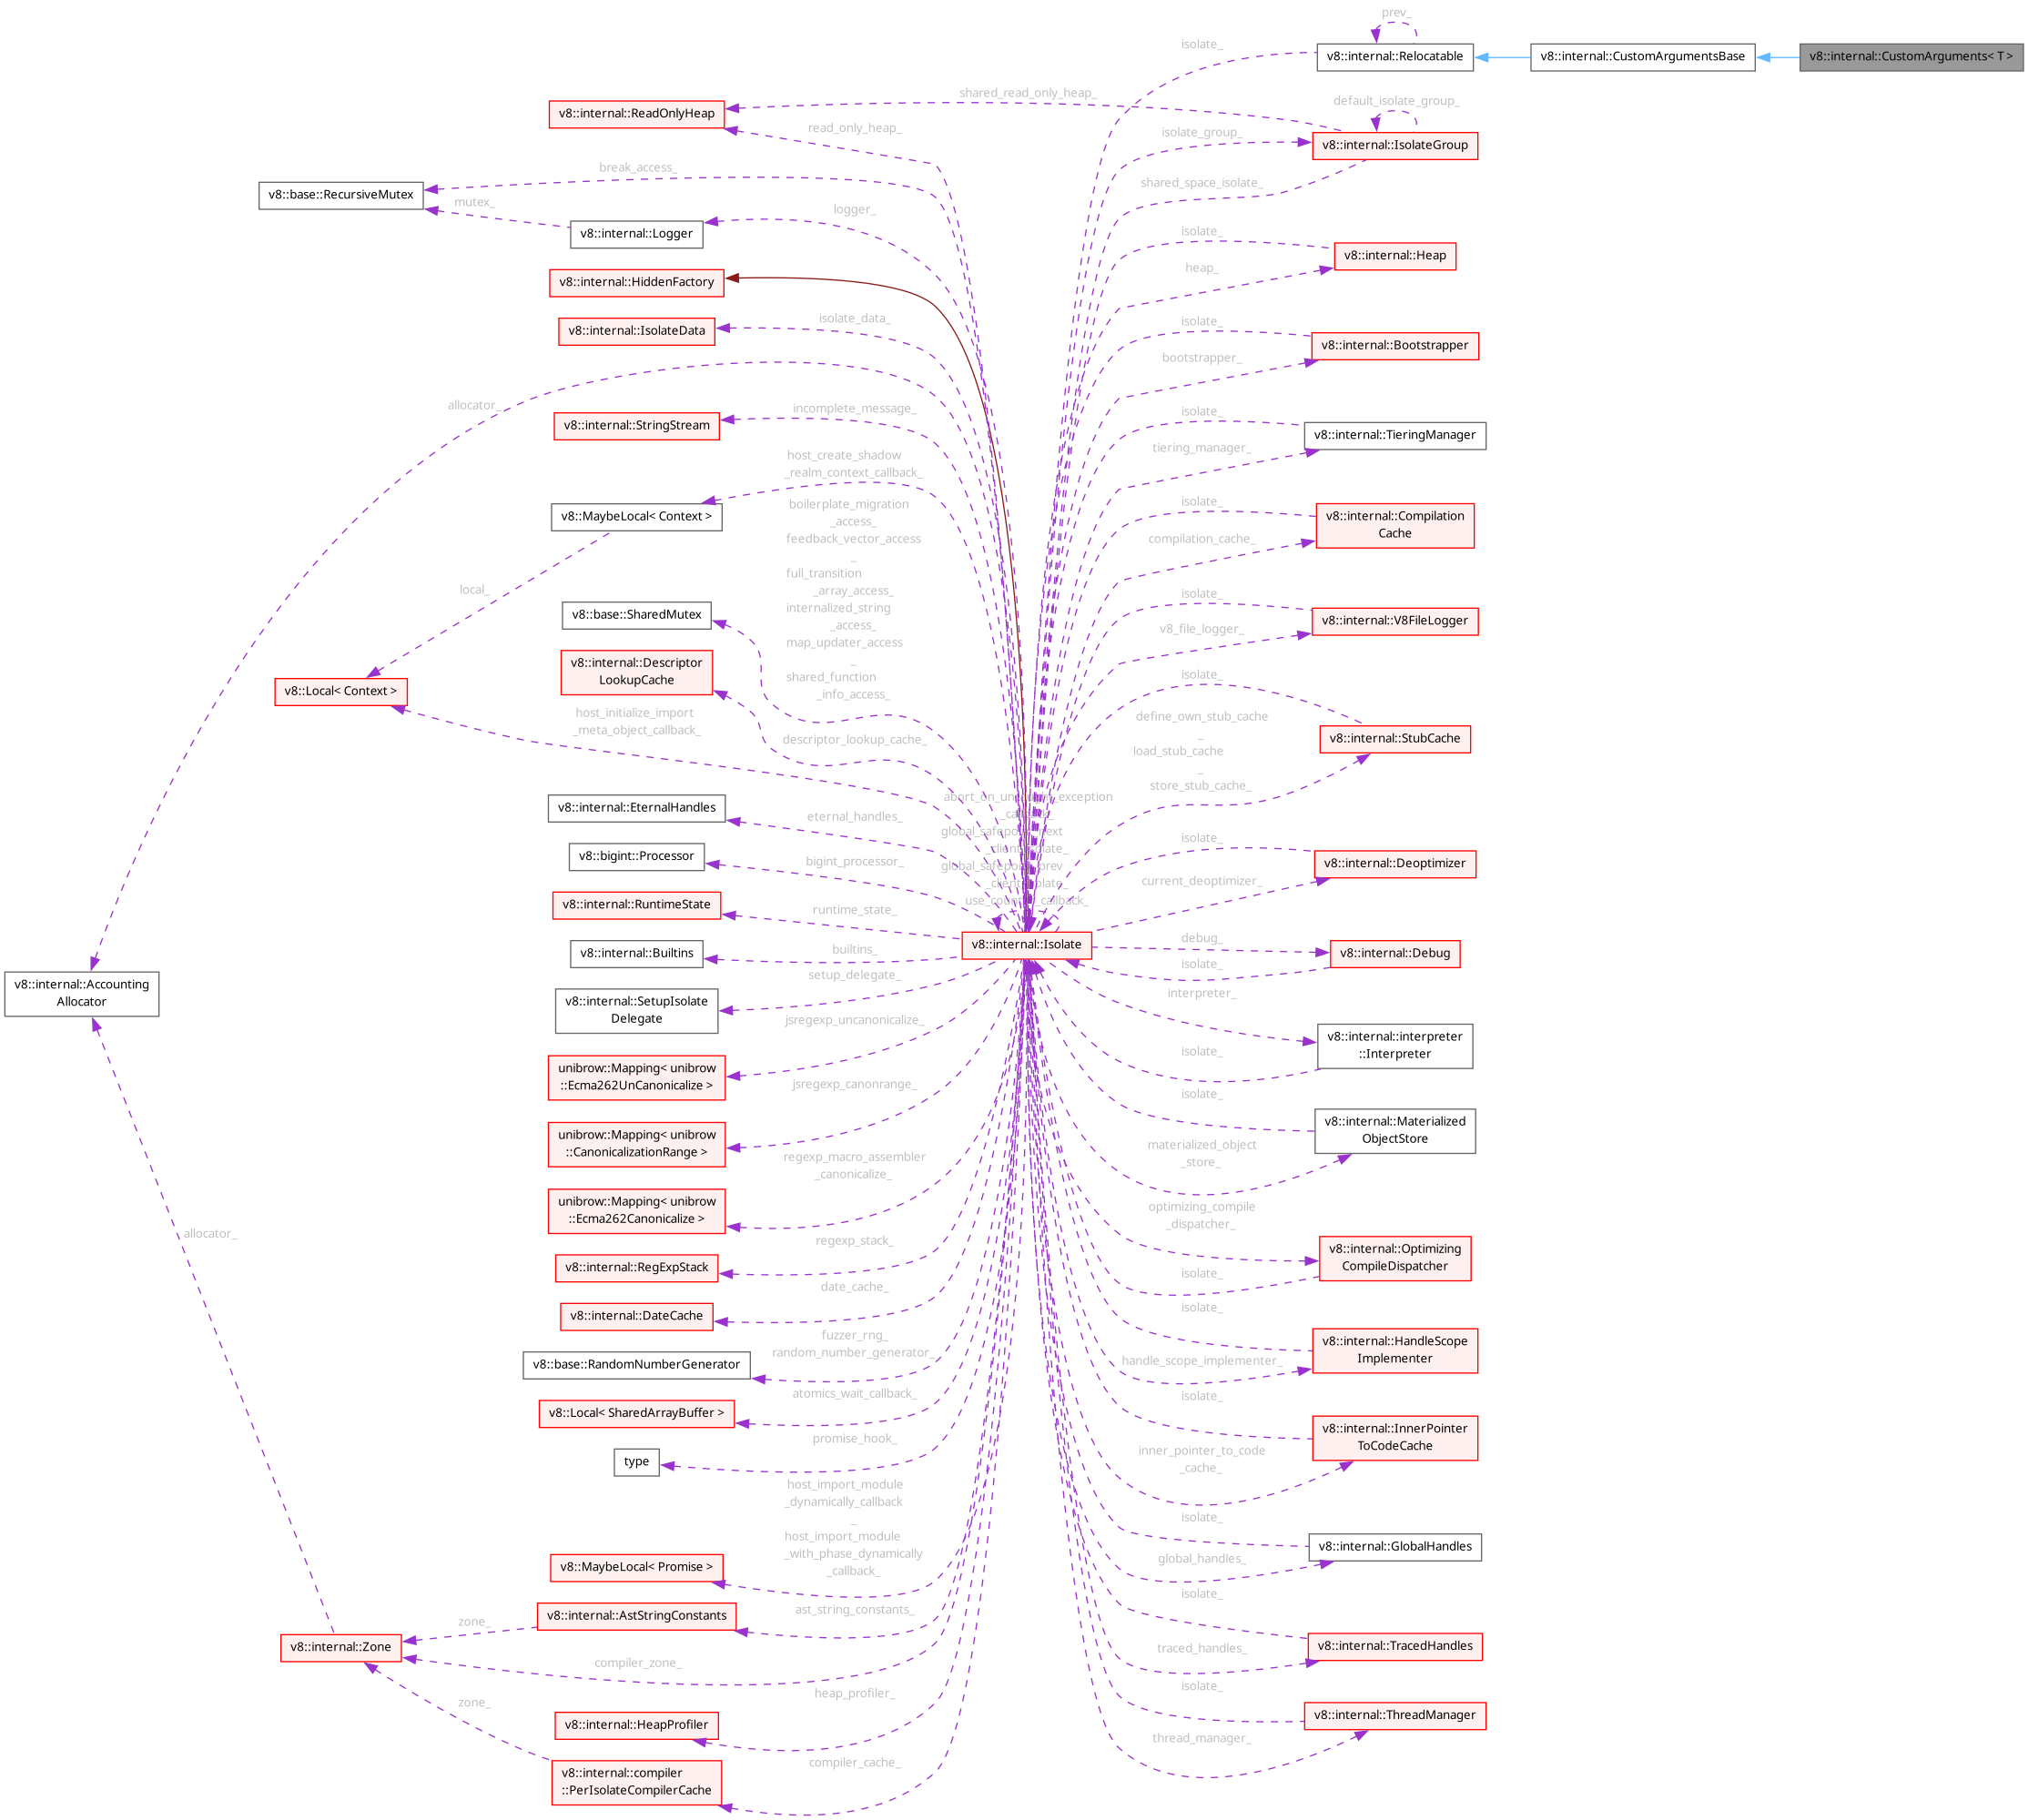 prev_
isolate_
v8::internal::Relocatable
v8::internal::CustomArgumentsBase
v8::internal::CustomArguments< T >
shared_read_only_heap_
default_isolate_group_
v8::internal::ReadOnlyHeap
read_only_heap_
isolate_group_
v8::internal::IsolateGroup
break_access_
shared_space_isolate_
v8::base::RecursiveMutex
mutex_
logger_
v8::internal::Logger
isolate_
v8::internal::Heap
heap_
v8::internal::HiddenFactory
isolate_data_
v8::internal::IsolateData
isolate_
v8::internal::Bootstrapper
bootstrapper_
allocator_
incomplete_message_
v8::internal::StringStream
isolate_
v8::internal::TieringManager
tiering_manager_
host_create_shadow
_realm_context_callback_
v8::MaybeLocal< Context >
isolate_
v8::internal::Compilation
Cache
compilation_cache_
boilerplate_migration
_access_
feedback_vector_access
_
full_transition
_array_access_
internalized_string
_access_
map_updater_access
_
shared_function
_info_access_
local_
v8::base::SharedMutex
isolate_
v8::internal::V8FileLogger
v8_file_logger_
v8::internal::Descriptor
LookupCache
v8::Local< Context >
isolate_
host_initialize_import
_meta_object_callback_
descriptor_lookup_cache_
define_own_stub_cache
_
load_stub_cache
_
store_stub_cache_
v8::internal::StubCache
v8::internal::EternalHandles
eternal_handles_
global_safepoint_next
global_safepoint_prev
v8::bigint::Processor
bigint_processor_
isolate_
v8::internal::Deoptimizer
current_deoptimizer_
v8::internal::RuntimeState
runtime_state_
v8::internal::Isolate
v8::internal::Builtins
builtins_
debug_
v8::internal::Debug
isolate_
setup_delegate_
v8::internal::Accounting
Allocator
v8::internal::SetupIsolate
Delegate
interpreter_
jsregexp_uncanonicalize_
v8::internal::interpreter
::Interpreter
isolate_
unibrow::Mapping< unibrow
::Ecma262UnCanonicalize >
jsregexp_canonrange_
isolate_
v8::internal::Materialized
ObjectStore
unibrow::Mapping< unibrow
::CanonicalizationRange >
materialized_object
_store_
regexp_macro_assembler
_canonicalize_
unibrow::Mapping< unibrow
::Ecma262Canonicalize >
optimizing_compile
_dispatcher_
allocator_
regexp_stack_
v8::internal::RegExpStack
v8::internal::Optimizing
CompileDispatcher
isolate_
date_cache_
v8::internal::DateCache
isolate_
fuzzer_rng_
random_number_generator_
v8::base::RandomNumberGenerator
v8::internal::HandleScope
Implementer
handle_scope_implementer_
atomics_wait_callback_
v8::Local< SharedArrayBuffer >
isolate_
v8::internal::InnerPointer
ToCodeCache
promise_hook_
type
inner_pointer_to_code
_cache_
host_import_module
_dynamically_callback
_
host_import_module
_with_phase_dynamically
_callback_
v8::MaybeLocal< Promise >
isolate_
v8::internal::GlobalHandles
global_handles_
isolate_
ast_string_constants_
v8::internal::AstStringConstants
zone_
v8::internal::Zone
compiler_zone_
v8::internal::TracedHandles
traced_handles_
isolate_
heap_profiler_
zone_
v8::internal::HeapProfiler
v8::internal::ThreadManager
thread_manager_
compiler_cache_
v8::internal::compiler
::PerIsolateCompilerCache